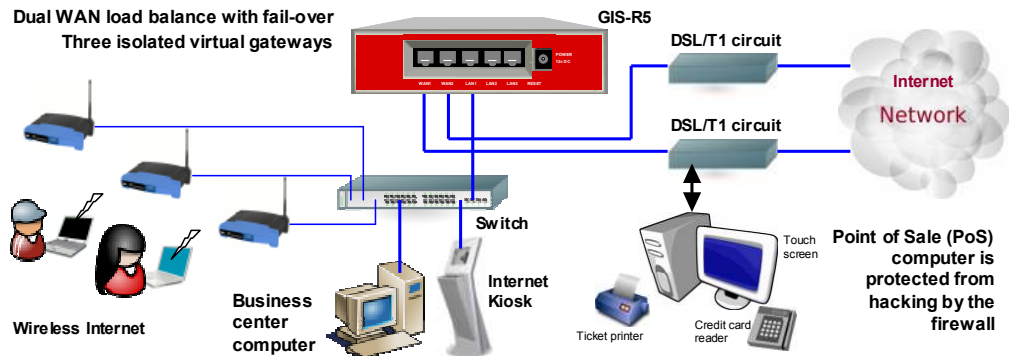 Dual WAN load balance with fail-over
Three isolated virtual gateways
GIS-R5
POWER
12v DC
WAN1 WAN2 LAN1 LAN2 LAN3 RESET
DSL/T1 circuit
DSL/T1 circuit
Internet
Network
Switch
Wireless Internet
Business
center
computer
Internet
Kiosk
Touch
screen
Ticket printer
Credit card
reader
Point of Sale (PoS)
computer is
protected from
hacking by the
firewall